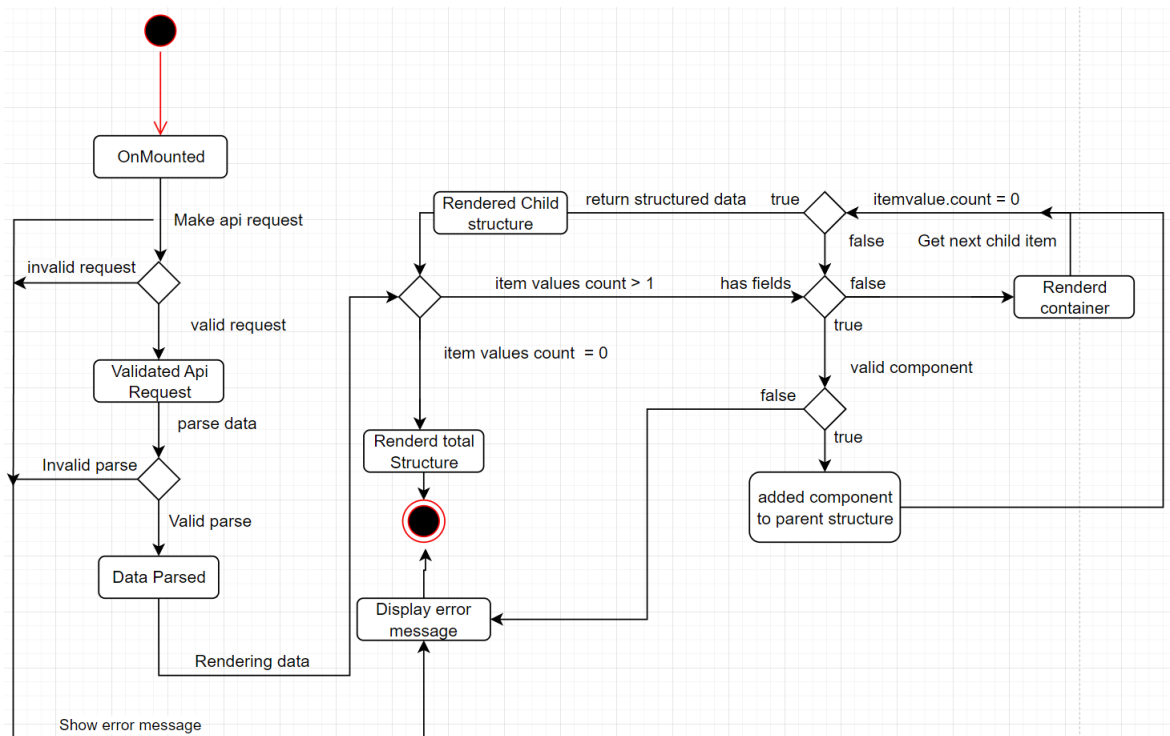 OnMounted
Make api request
invalid request
valid request
Validated Api
Request
parse data
Invalid parse
Valid parse
Data Parsed
Rendering data
Show error message
Rendered Child
structure
return structured data
true
itemvalue.count = 0
false
Get next child item
item values count > 1
has fields
false
Renderd
container
true
item values count  = 0
valid component
false
true
Renderd total
Structure
added component
to parent structure
Display error
message